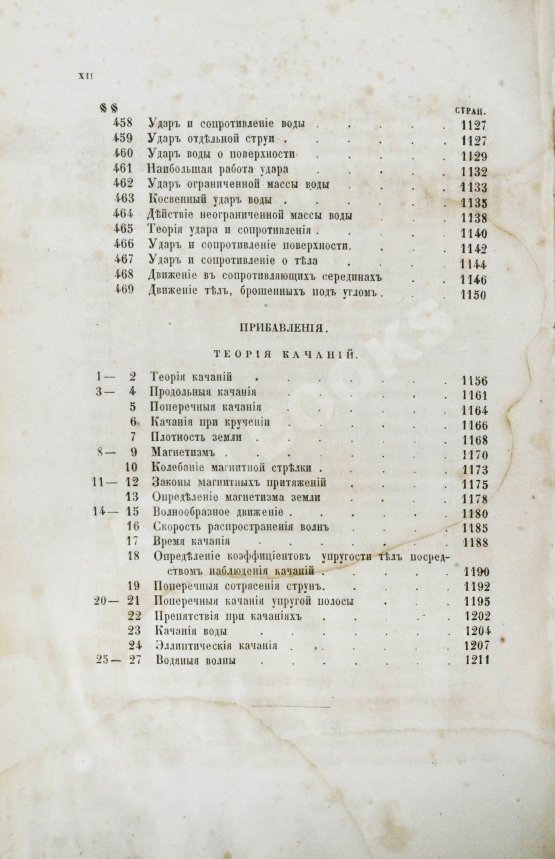 XII
§§ СТРАН.
458 Ударъ и сопротивленіе воды . . . . . 1127
459 Ударъ отдѣльной струи . . . . . . 1127
460 Ударъ воды о поверхности . . . . . 1129
461 Наибольшая работа удара . . . . . 1132
462 Ударъ ограниченной массы воды . . . . 1133
463 Косвенный ударъ воды . . . . . . 1135
464 Дѣйствіе неограниченной массы воды . . . 1138
465 Теорія удара и сопротивленія . . . . . 1140
466 Ударъ и сопротивленіе поверхности. . . . 1142
467 Ударъ и сопротивленіе о тѣла . . . . 1144
468 Движеніе въ сопротивляющих серединахъ . . 1146
469 Движеніе тѣлъ, брошенныхъ подъ угломъ . . . 1150
ПРИБАВЛЕНІЯ.
ТЕОРІЯ КАЧАНІЙ.
1— 2 Теорія качаній . . . . . . . 1156
3— 4 Продольныя качанія . . . . . . 1161
5 Поперечныя качанія . . . . . . 1164
6 Качанія при крученіи . . . . . . 1166
7 Плотность земли . . . . . . . 1168
8— 9 Магнетизмъ . . . . . . . . 1170
10 Колебаніе магнитной стрѣлки . . . . . 1173
11— 12 Законы магнитныхъ притяженій . . . . 1175
13 Опредѣленіе магнетизма земли . . . . 1178
14— 15 Волнообразное движеніе . . . . . . 1180
16 Скорость распространенія волнъ . . . . 1185
17 Время качанія . . . . . . . 1188
18 Опредѣленіе коэффиціентовъ упругости тѣлъ посред-
ствомъ наблюденія качаній . . . . . 1190
19 Поперечныя сотрясенія струнъ . . . . . 1192
20— 21 Поперечныя качанія упругой полосы . . . 1195
22 Препятствія при качаніяхъ . . . . . 1202
23 Качанія воды . . . . . . . 1204
24 Эллиптическія качанія . . . . . . 1207
25— 27 Водяныя волны . . . . . . . 1211
BOOKS